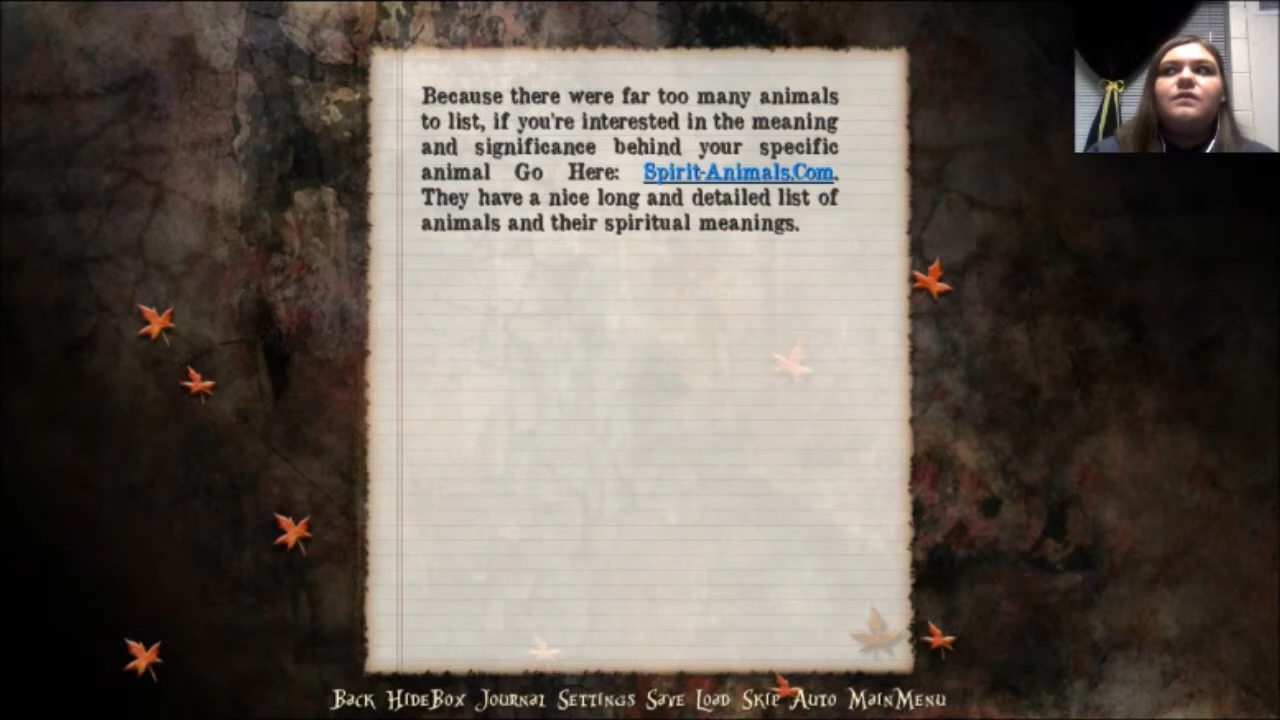 Because there were far too many animals
to list, if you're interested in the meaning
and significance behind your specific
animal Go Here: Spirit-Animals.Com.
They have a nice long and detailed list of
animals and their spiritual meanings.
Back HideBox Journal Settings Save Load Skip Auto MainMenu